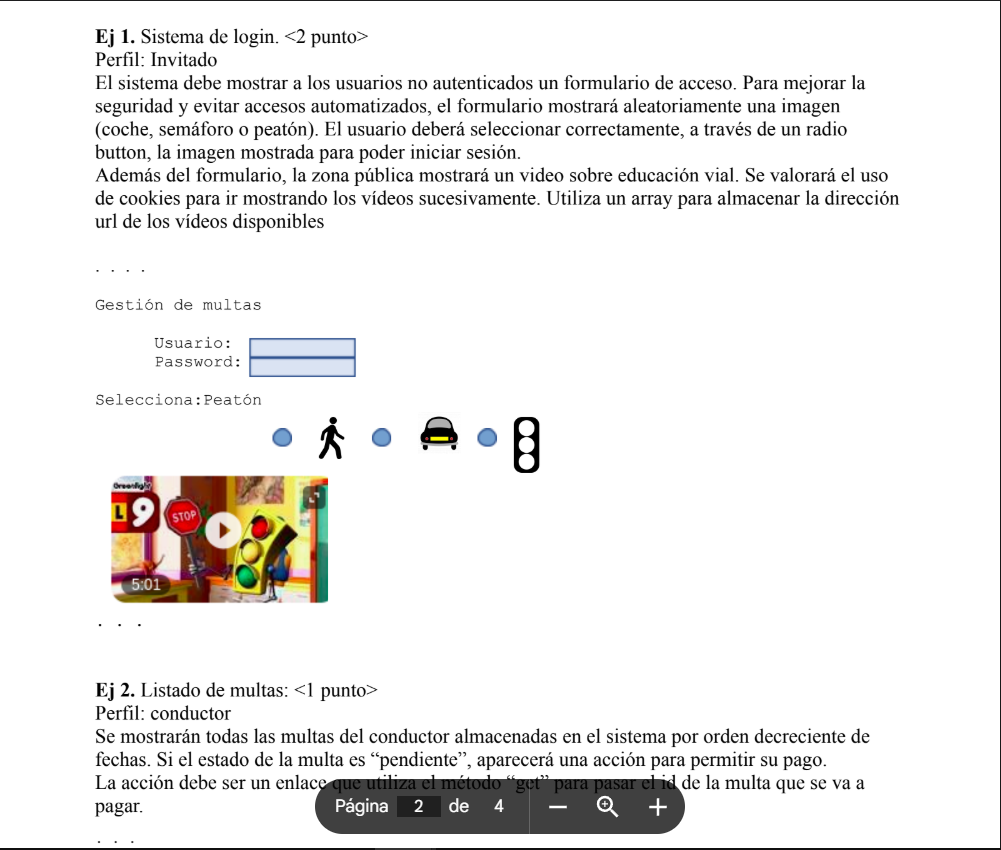 Ej 1. Sistema de login. <2 punto>
Perfil: Invitado
El sistema debe mostrar a los usuarios no autenticados un formulario de acceso. Para mejorar la
seguridad y evitar accesos automatizados, el formulario mostrará aleatoriamente una imagen
(coche, semáforo o peatón). El usuario deberá seleccionar correctamente, a través de un radio
button, la imagen mostrada para poder iniciar sesión.
Además del formulario, la zona pública mostrará un video sobre educación vial. Se valorará el uso
de cookies para ir mostrando los vídeos sucesivamente. Utiliza un array para almacenar la dirección
url de los vídeos disponibles
. . . .
Gestión de multas
Usuario:
Password:
Selecciona:Peatón
Greenlight
L 9
STOP
5:01
. . .
Ej 2. Listado de multas: <1 punto>
Perfil: conductor
Se mostrarán todas las multas del conductor almacenadas en el sistema por orden decreciente de
fechas. Si el estado de la multa es “pendiente”, aparecerá una acción para permitir su pago.
La acción debe ser un enlace que utiliza el método “get” para pasar el id de la multa que se va a
pagar.
Página 2 de 4
. . .